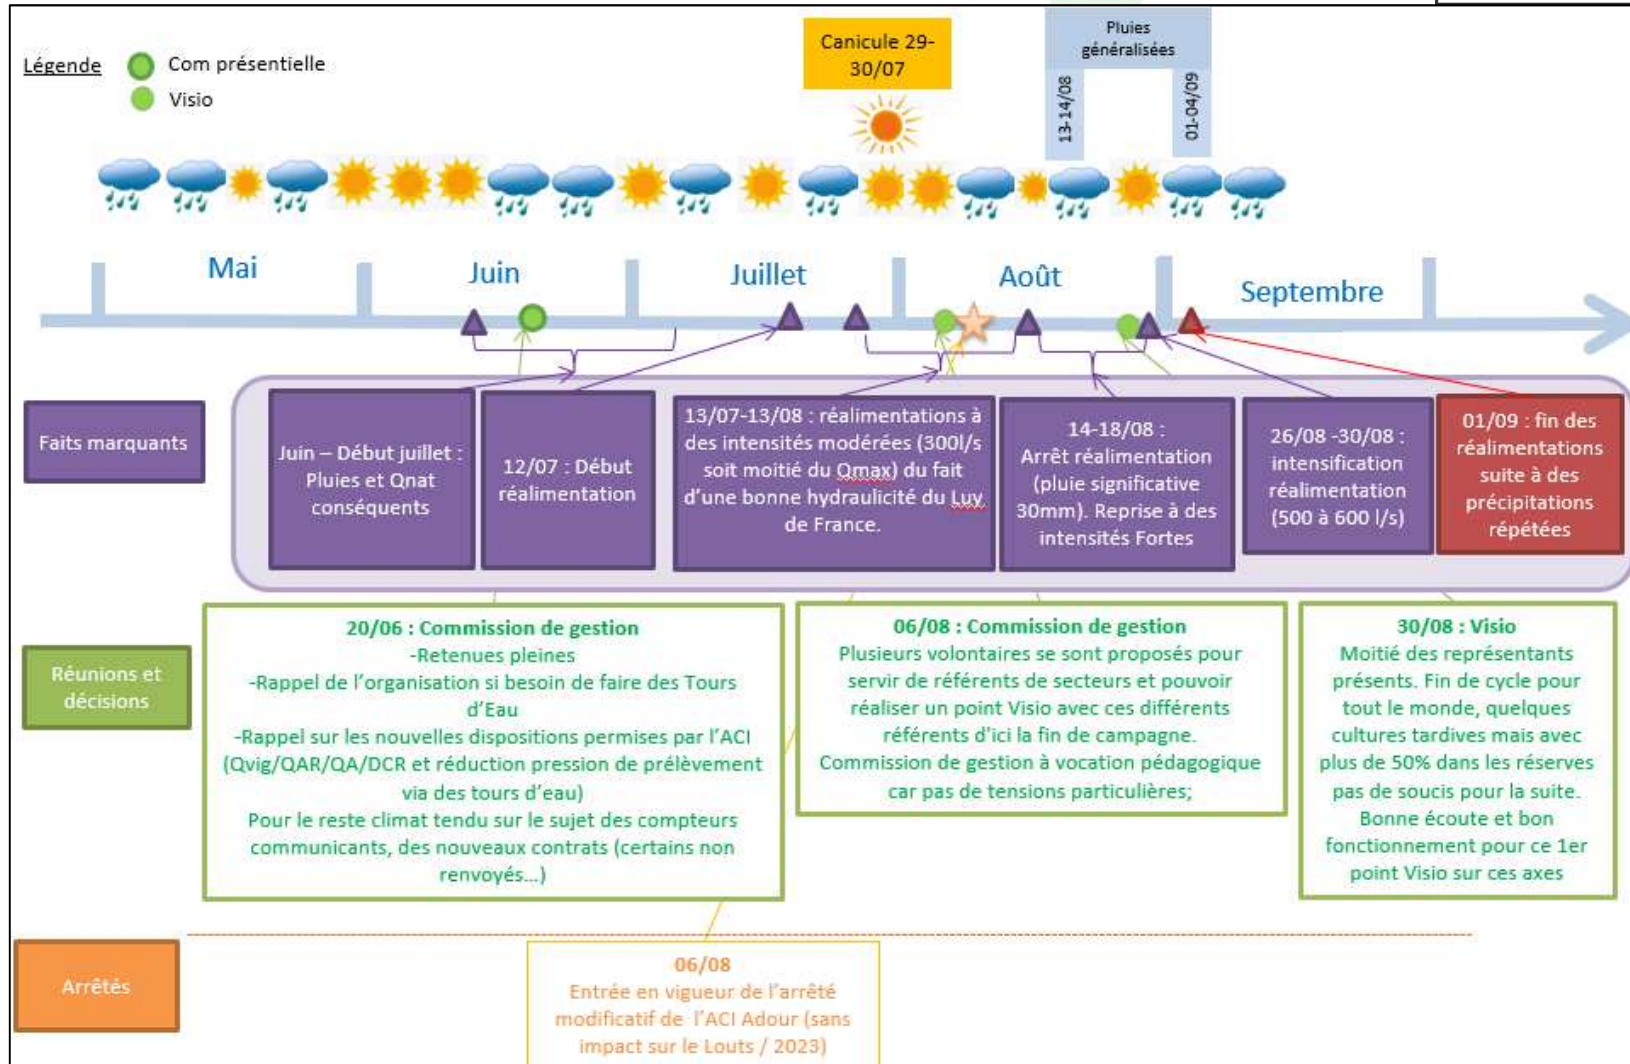 Légende
Com présentielle
Visio
Canicule 29-
30/07
Pluies
généralisées
13-14/08
01-04/09
Mai
Juin
Juillet
Août
Septembre
Faits marquants
Juin – Début juillet :
Pluies et Qnat
conséquents
12/07 : Début
réalimentation
13/07-13/08 : réalimentations à
des intensités modérées (300l/s
soit moitié du Qmax) du fait
d'une bonne hydraulicité du Luy
de France.
14-18/08 :
Arrêt réalimentation
(pluie significative
30mm). Reprise à des
intensités Fortes
26/08 -30/08 :
intensification
réalimentation
(500 à 600 l/s)
01/09 : fin des
réalimentations
suite à des
précipitations
répétées
Réunions et
décisions
20/06 : Commission de gestion
-Retenues pleines
-Rappel de l'organisation si besoin de faire des Tours
d'Eau
-Rappel sur les nouvelles dispositions permises par l'ACI
(Qvig/QAR/QA/DCR et réduction pression de prélèvement
via des tours d'eau)
Pour le reste climat tendu sur le sujet des compteurs
communicants, des nouveaux contrats (certains non
renvoyés...)
06/08 : Commission de gestion
Plusieurs volontaires se sont proposés pour
servir de référents de secteurs et pouvoir
réaliser un point Visio avec ces différents
référents d'ici la fin de campagne.
Commission de gestion à vocation pédagogique
car pas de tensions particulières;
30/08 : Visio
Moitié des représentants
présents. Fin de cycle pour
tout le monde, quelques
cultures tardives mais avec
plus de 50% dans les réserves
pas de soucis pour la suite.
Bonne écoute et bon
fonctionnement pour ce 1er
point Visio sur ces axes
Arrêtés
06/08
Entrée en vigueur de l'arrêté
modificatif de l'ACI Adour (sans
impact sur le Louts / 2023)